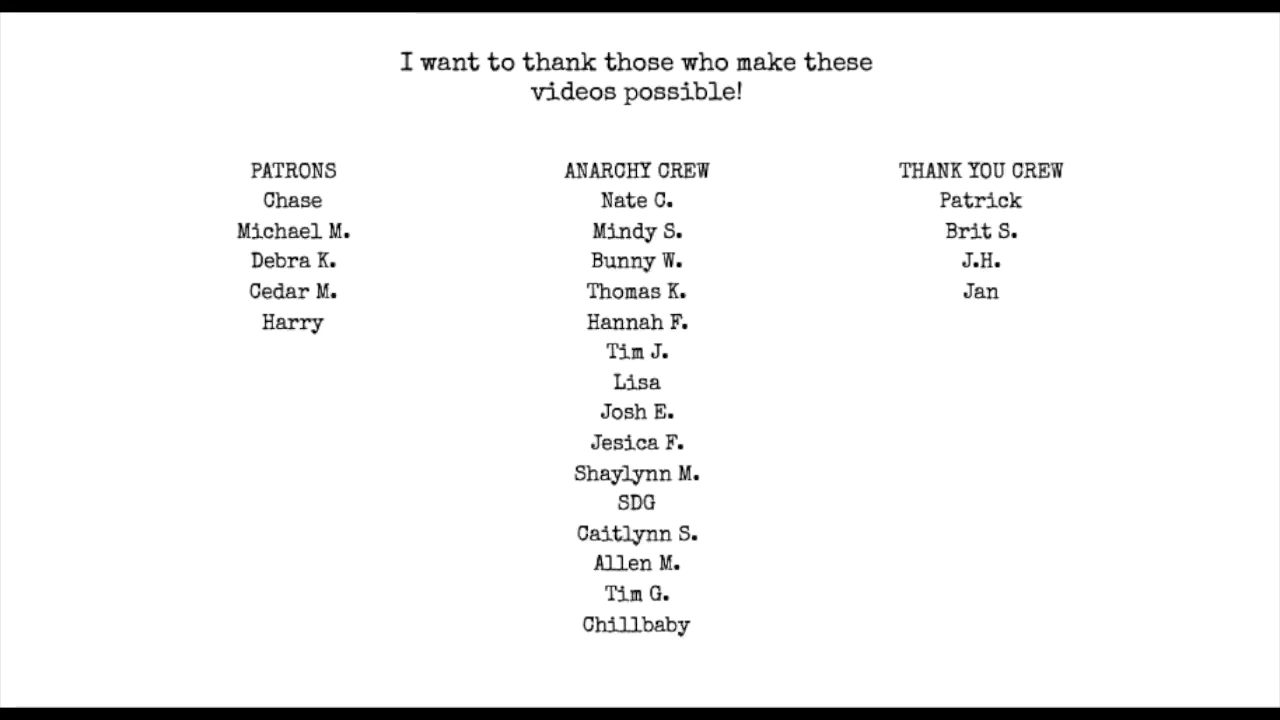 I want to thank those who make these
videos possible!
PATRONS
Chase
Michael M.
Debra K.
Cedar M.
Harry
ANARCHY CREW
Nate C.
Mindy S.
Bunny W.
Thomas K.
Hannah F.
Tim J.
Lisa
Josh E.
Jesica F.
Shaylynn M.
SDG
Caitlynn S.
Allen M.
Tim G.
Chillbaby
THANK YOU CREW
Patrick
Brit S.
J.H.
Jan